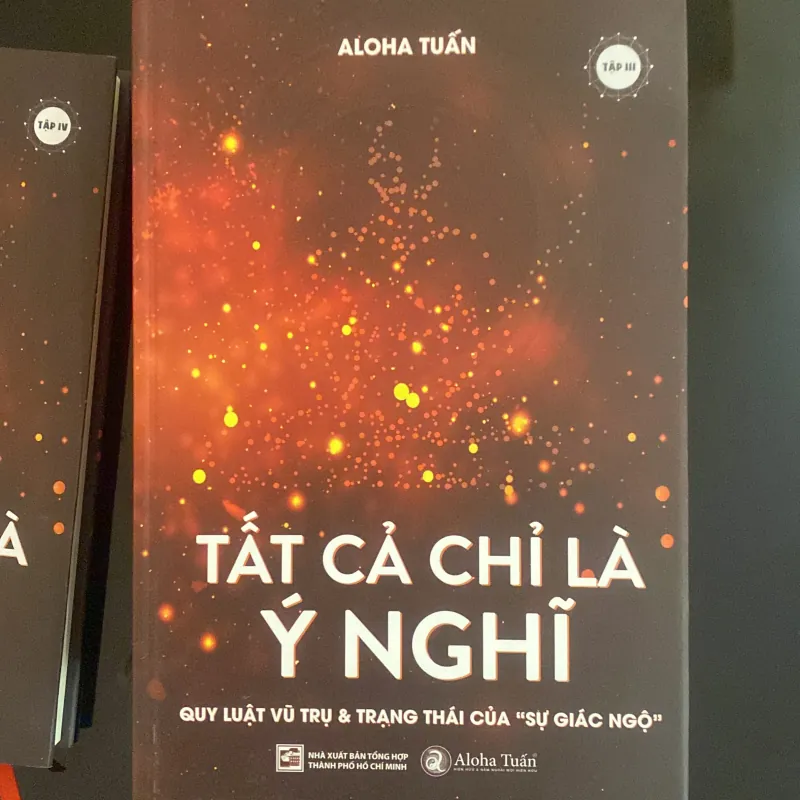 ALOHA TUẤN
TẬP III
TẬP IV
À
TẤT CẢ CHỈ LÀ
Ý NGHĨ
QUY LUẬT VŨ TRỤ & TRẠNG THÁI CỦA “SỰ GIÁC NGỘ”
NHÀ XUẤT BẢN TỔNG HỢP
THÀNH PHỐ HỒ CHÍ MINH
Aloha Tuấn®